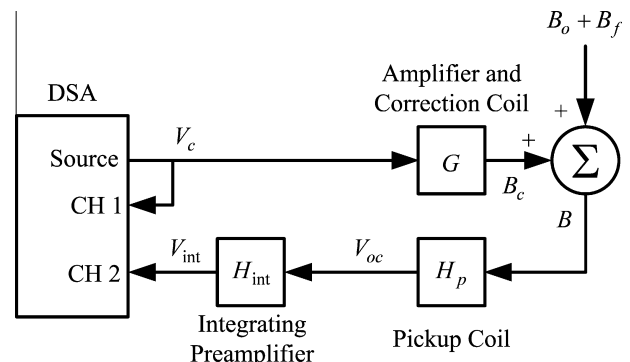 B_o + B_f
Amplifier and
Correction Coil
DSA
+
V_c
Source
G
+
Σ
B_c
CH 1
B
V_int
V_oc
CH 2
H_int
H_p
Integrating
Preamplifier
Pickup Coil